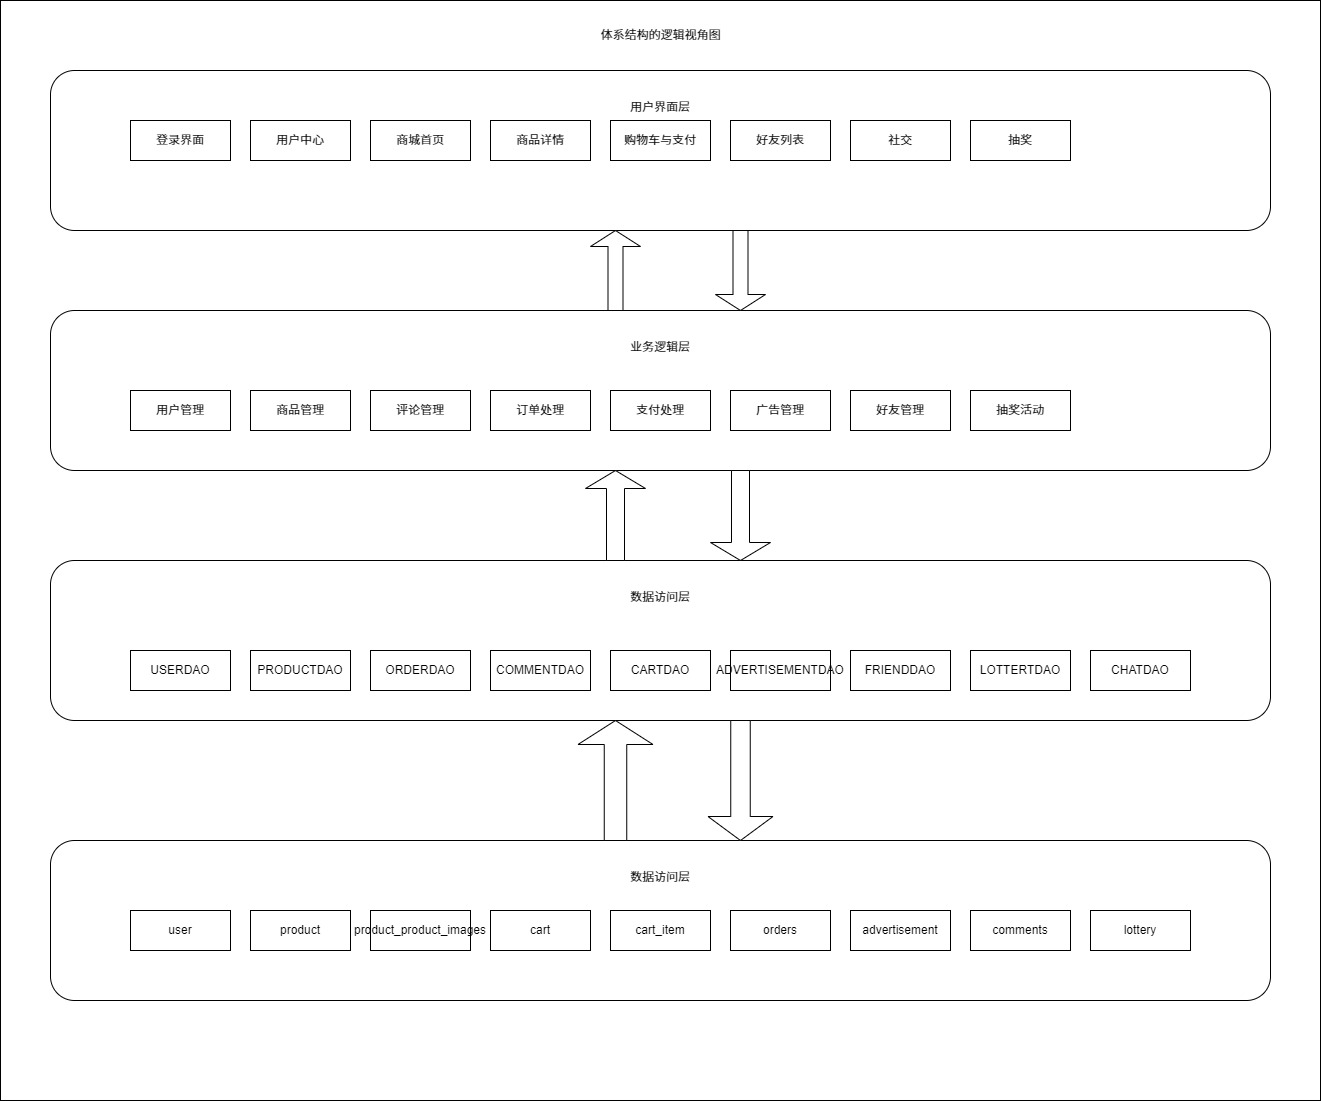 体系结构的逻辑视角图
用户界面层
登录界面
用户中心
商城首页
商品详情
购物车与支付
好友列表
社交
抽奖
业务逻辑层
用户管理
商品管理
评论管理
订单处理
支付处理
广告管理
好友管理
抽奖活动
数据访问层
USERDAO
PRODUCTDAO
ORDERDAO
COMMENTDAO
CARTDAO
ADVERTISEMENTDAO
FRIENDDAO
LOTTERTDAO
CHATDAO
数据访问层
user
product
product_product_images
cart
cart_item
orders
advertisement
comments
lottery